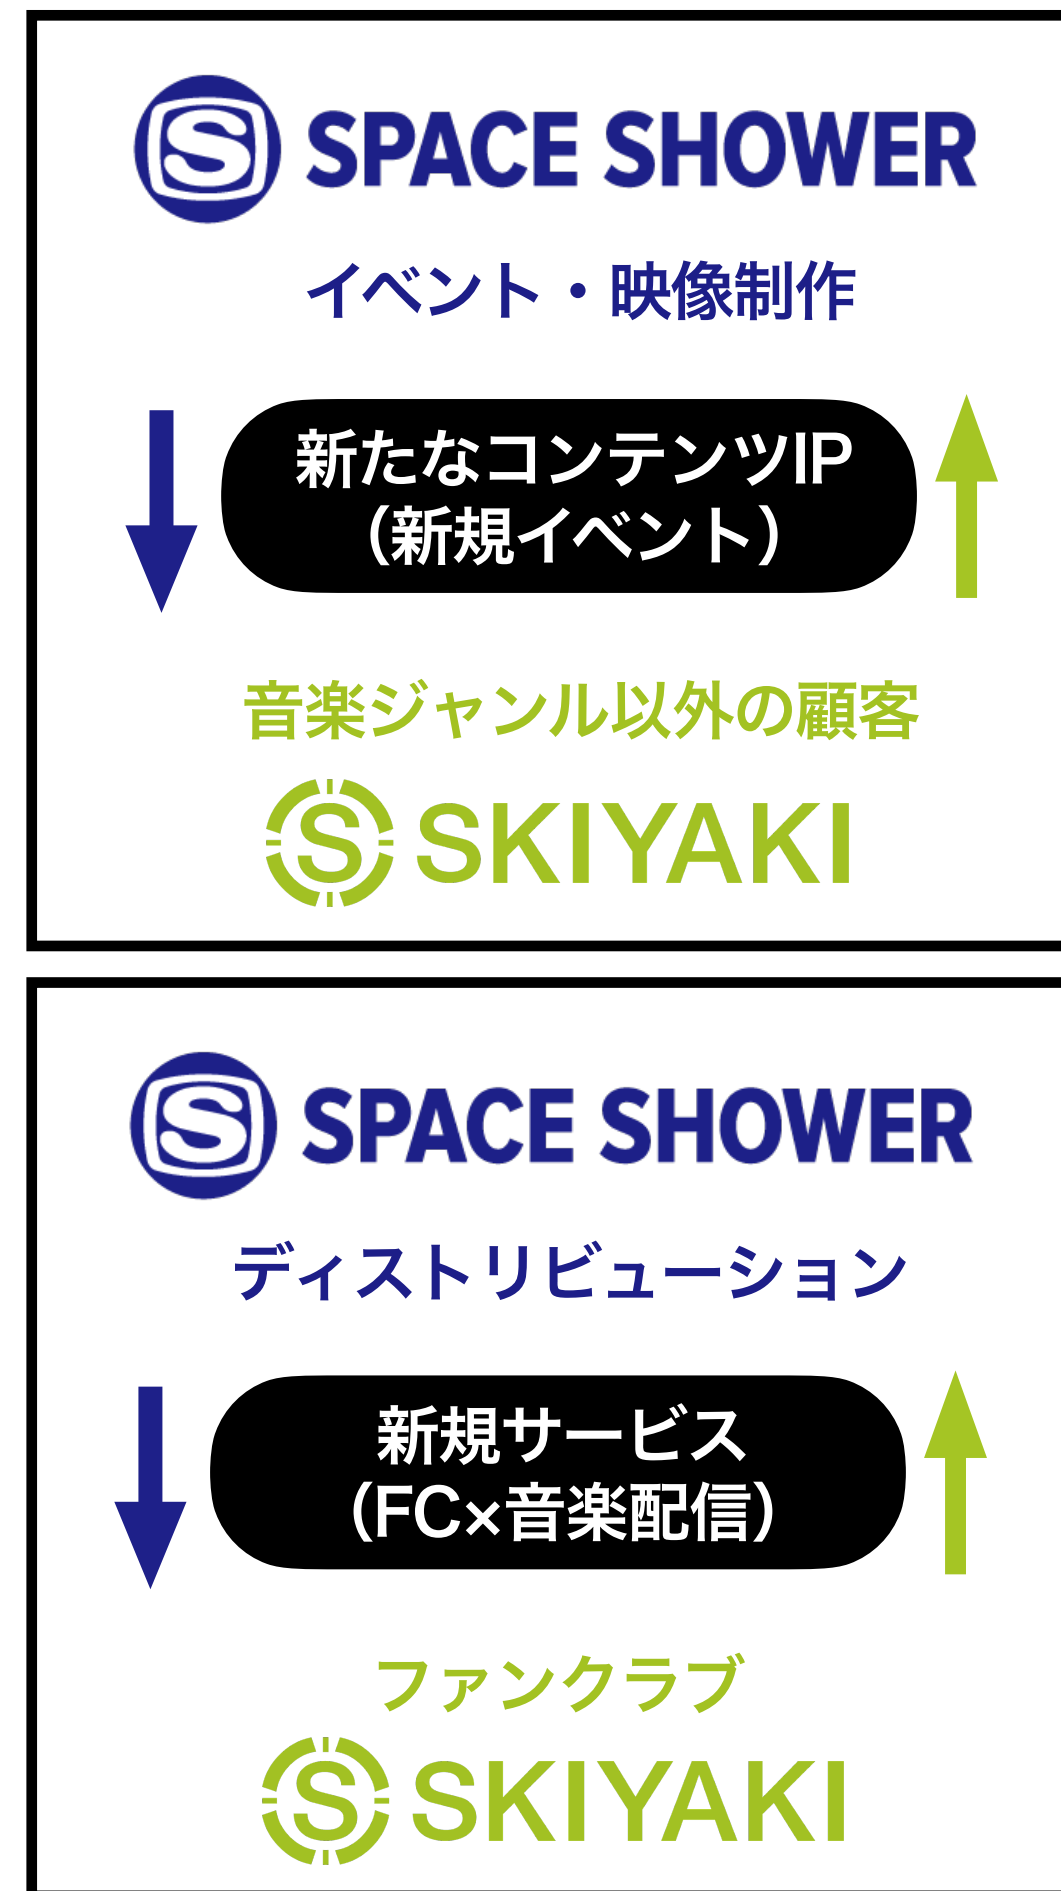 SPACE SHOWER
イベント・映像制作
新たなコンテンツIP
（新規イベント）
音楽ジャンル以外の顧客
S SKIYAKI
SPACE SHOWER
ディストリビューション
新規サービス
（FC×音楽配信）
ファンクラブ
S SKIYAKI